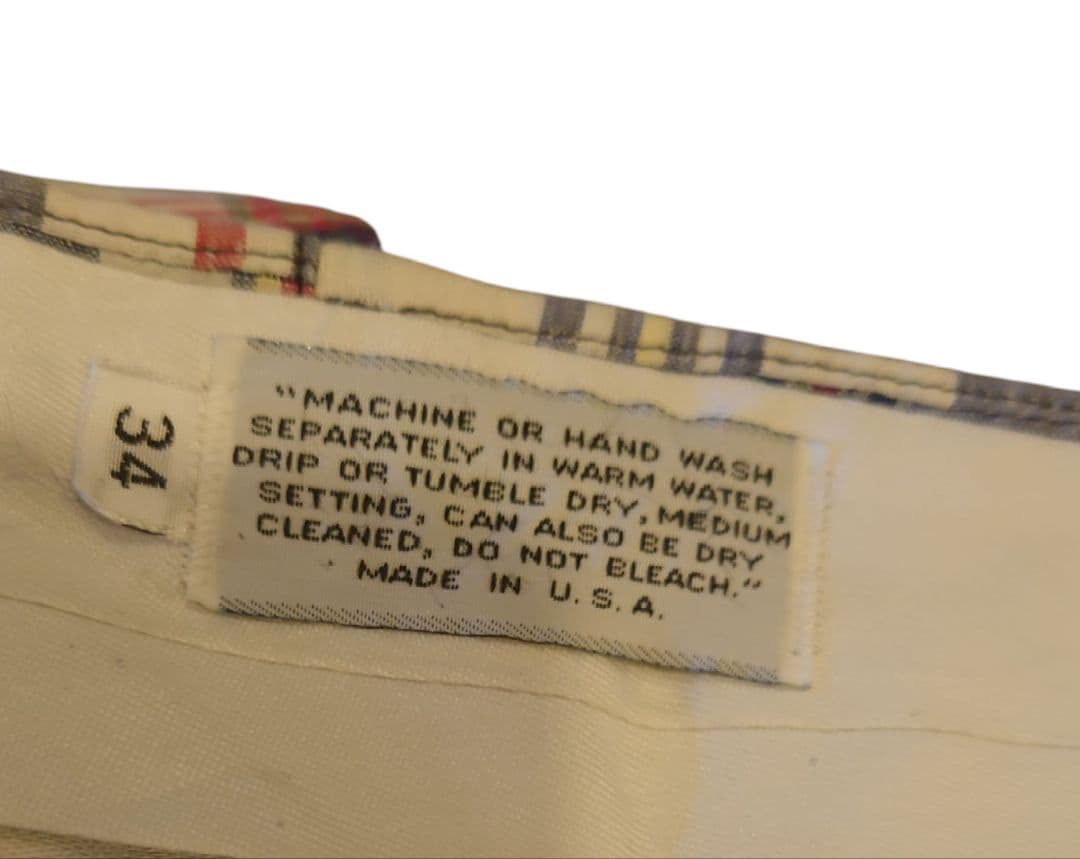 34
"MACHINE OR HAND WASH
SEPARATELY IN WARM WATER,
DRIP OR TUMBLE DRY, MEDIUM
SETTING, CAN ALSO BE DRY
CLEANED, DO NOT BLEACH."
MADE IN U.S.A.